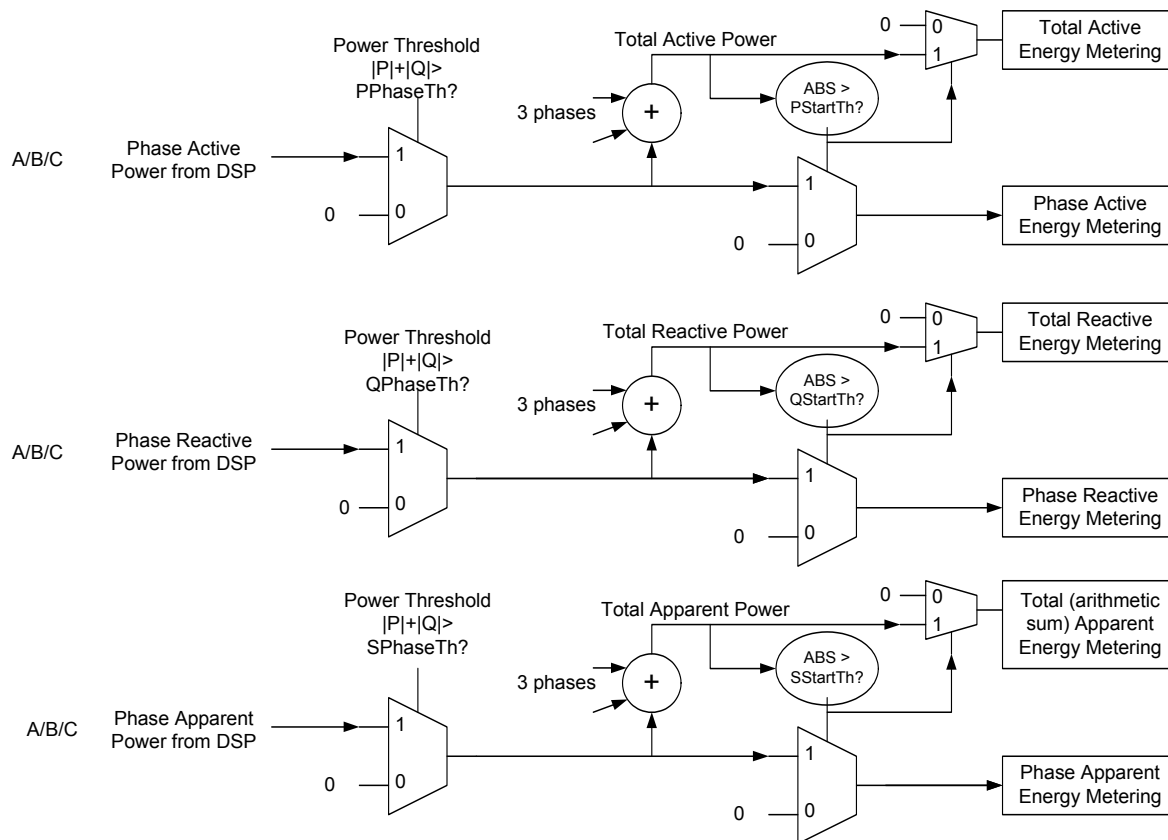 0
0
1
Total Active
Energy Metering
Power Threshold
|P|+|Q|>
PPhaseTh?
Total Active Power
3 phases
+
ABS >
PStartTh?
A/B/C
Phase Active
Power from DSP
1
0
0
1
0
0
Phase Active
Energy Metering
0
0
1
Total Reactive
Energy Metering
Power Threshold
|P|+|Q|>
QPhaseTh?
Total Reactive Power
3 phases
+
ABS >
QStartTh?
A/B/C
Phase Reactive
Power from DSP
1
0
0
1
0
0
Phase Reactive
Energy Metering
0
0
1
Total (arithmetic
sum) Apparent
Energy Metering
Power Threshold
|P|+|Q|>
SPhaseTh?
Total Apparent Power
3 phases
+
ABS >
SStartTh?
A/B/C
Phase Apparent
Power from DSP
1
0
0
1
0
0
Phase Apparent
Energy Metering